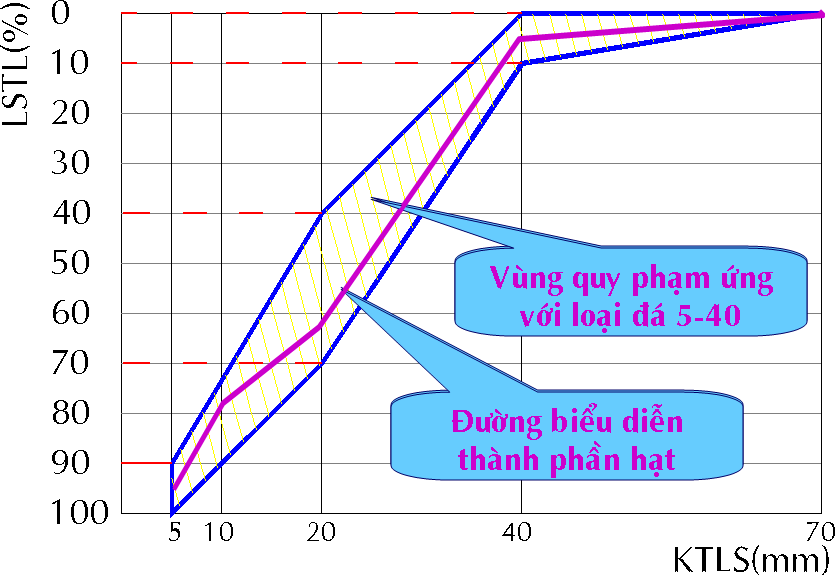 LSTL(%)
0
10
20
30
40
50
60
70
80
90
100
Vùng quy phạm ứng
với loại đá 5-40
Đường biểu diễn
thành phần hạt
5 10 20 40 70
KTLS(mm)